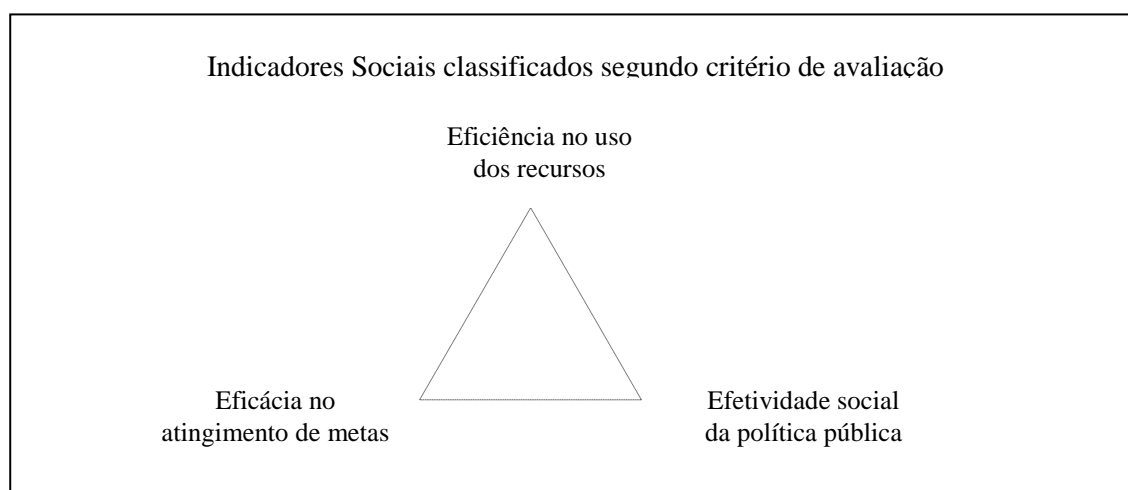 Indicadores Sociais classificados segundo critério de avaliação
Eficiência no uso
dos recursos
Eficácia no
atingimento de metas
Efetividade social
da política pública